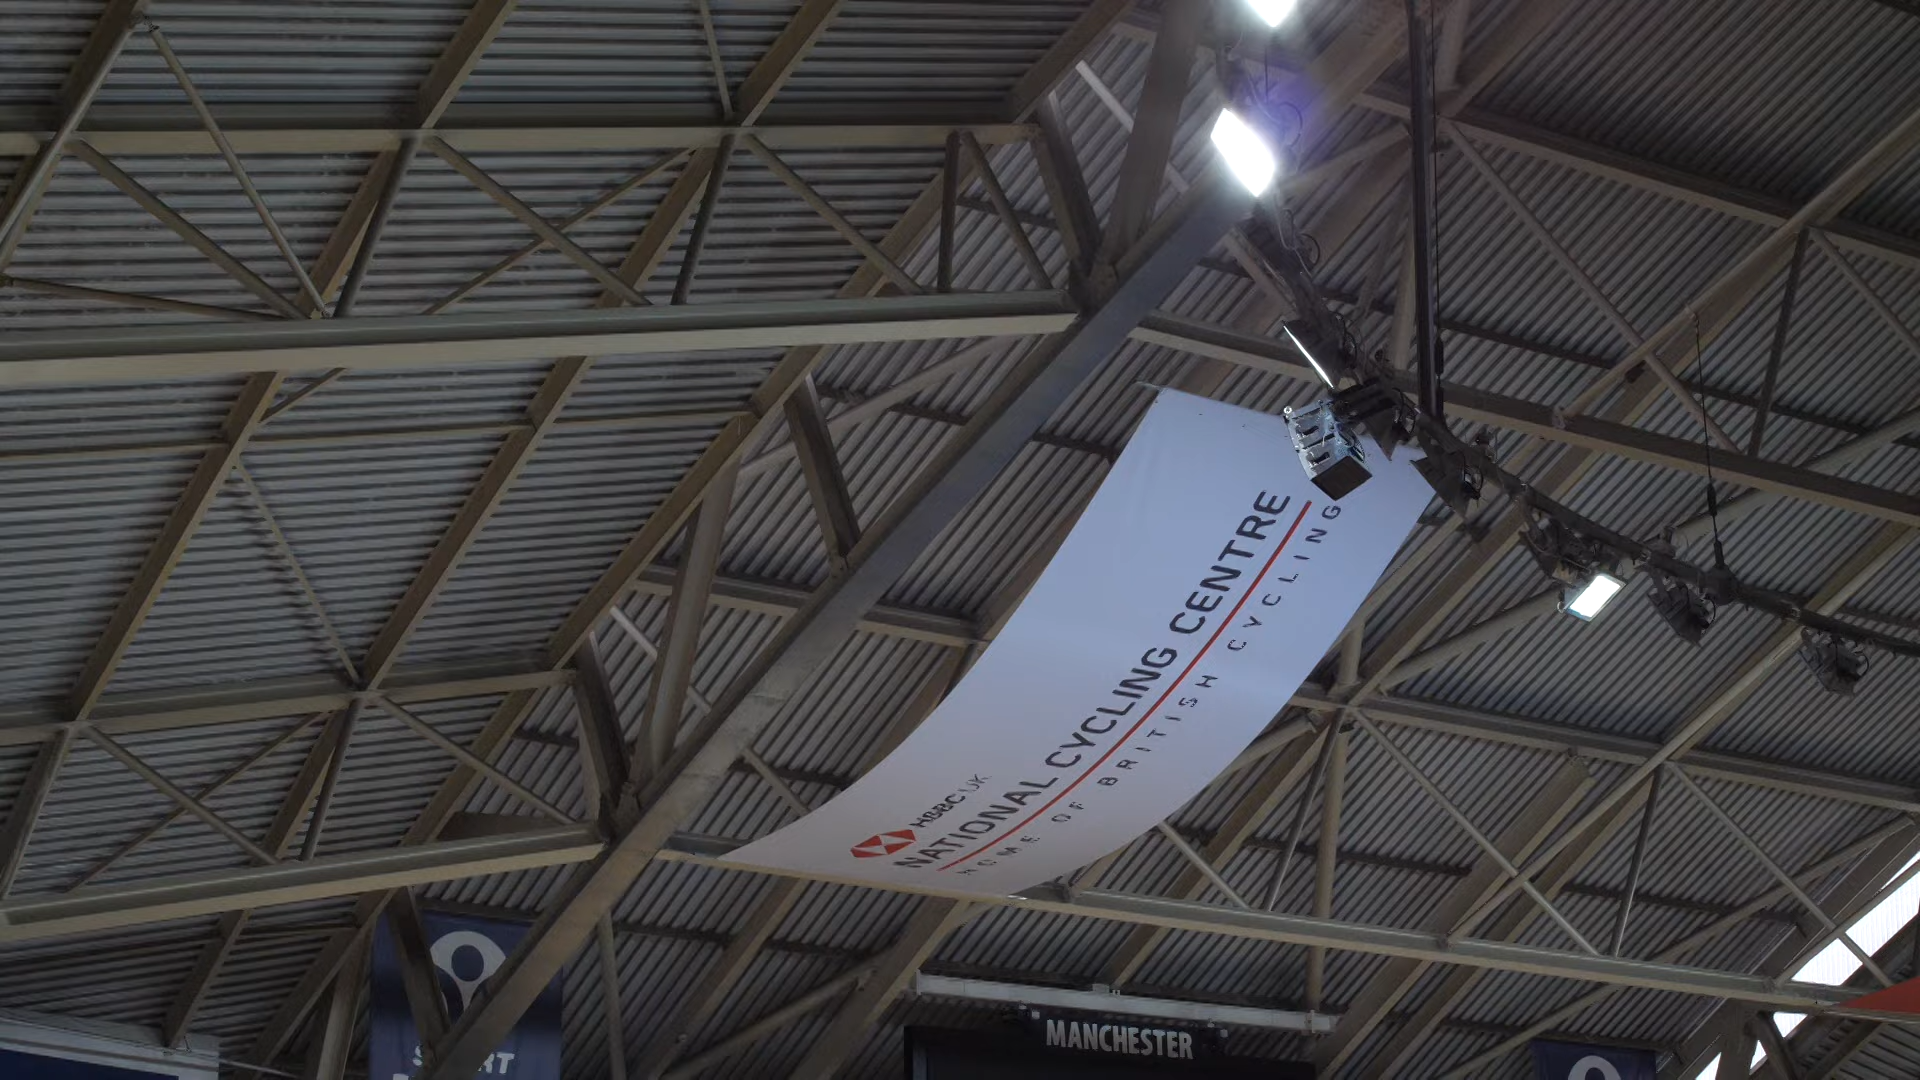 HSBC UK
NATIONAL CYCLING CENTRE
HOME OF BRITISH CYCLING
MANCHESTER